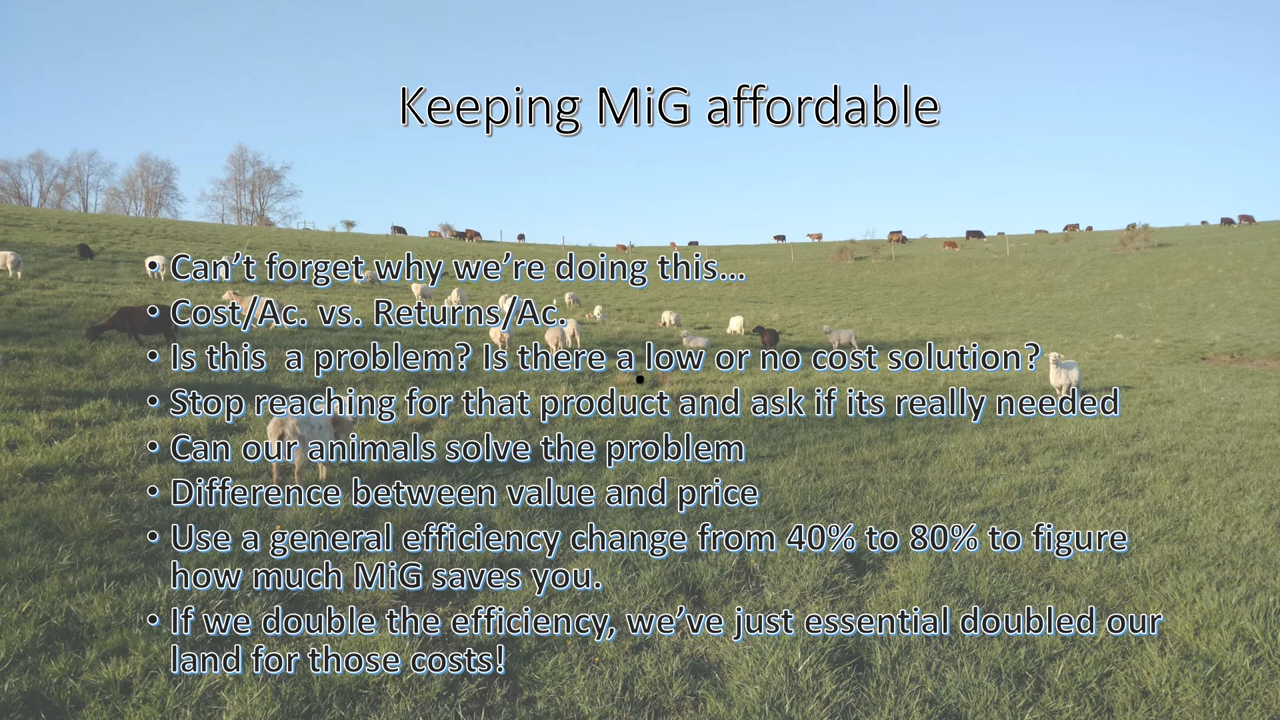 Keeping MiG affordable
• Can't forget why we're doing this…
• Cost/Ac. vs. Returns/Ac.
• Is this  a problem? Is there a low or no cost solution?
• Stop reaching for that product and ask if its really needed
• Can our animals solve the problem
• Difference between value and price
• Use a general efficiency change from 40% to 80% to figure
how much MiG saves you.
• If we double the efficiency, we've just essential doubled our
land for those costs!